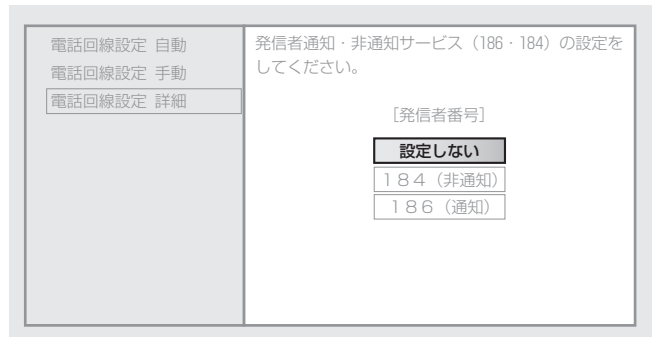 電話回線設定 自動
電話回線設定 手動
電話回線設定 詳細
発信者通知・非通知サービス（186・184）の設定を
してください。
［発信者番号］
設定しない
１８４（非通知）
１８６（通知）